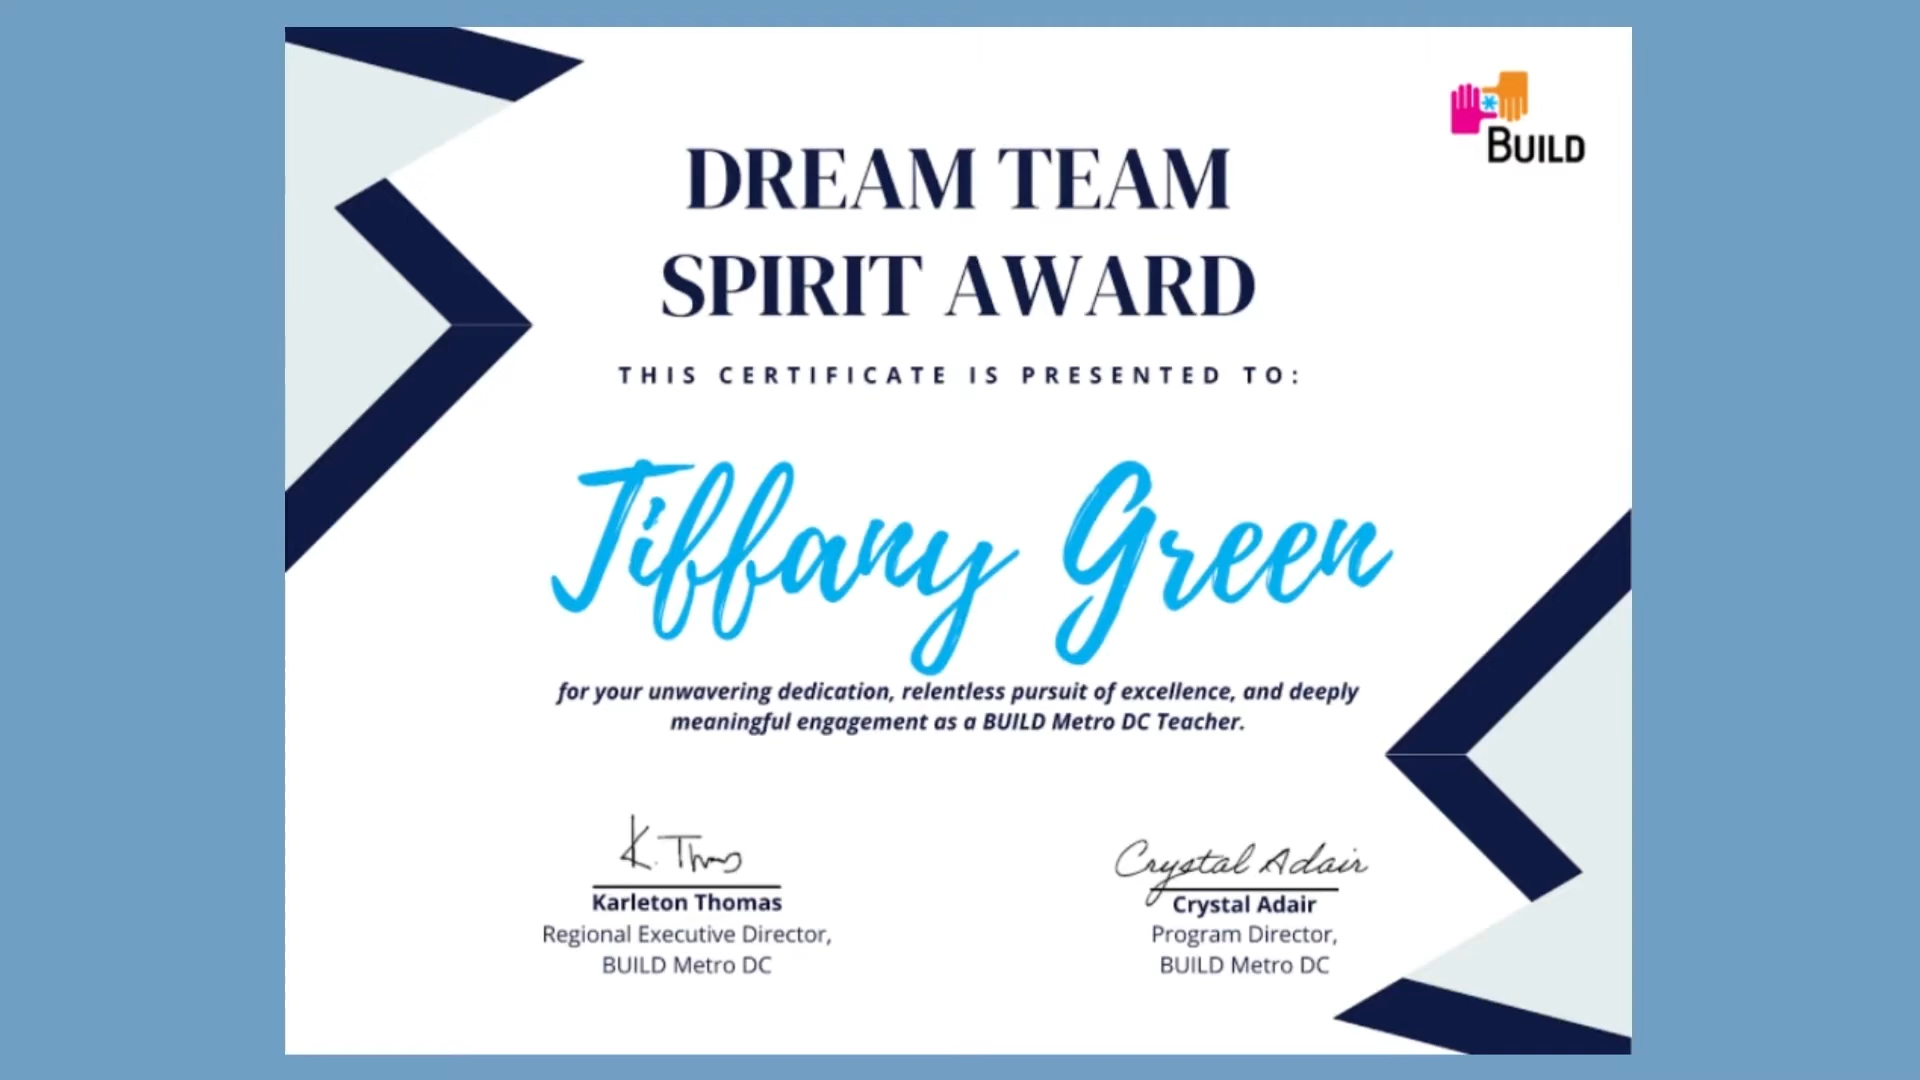 BUILD
DREAM TEAM
SPIRIT AWARD
THIS CERTIFICATE IS PRESENTED TO:
Tiffany Green
for your unwavering dedication, relentless pursuit of excellence, and deeply
meaningful engagement as a BUILD Metro DC Teacher.
K. Thos
Karleton Thomas
Regional Executive Director,
BUILD Metro DC
Crystal Adair
Crystal Adair
Program Director,
BUILD Metro DC